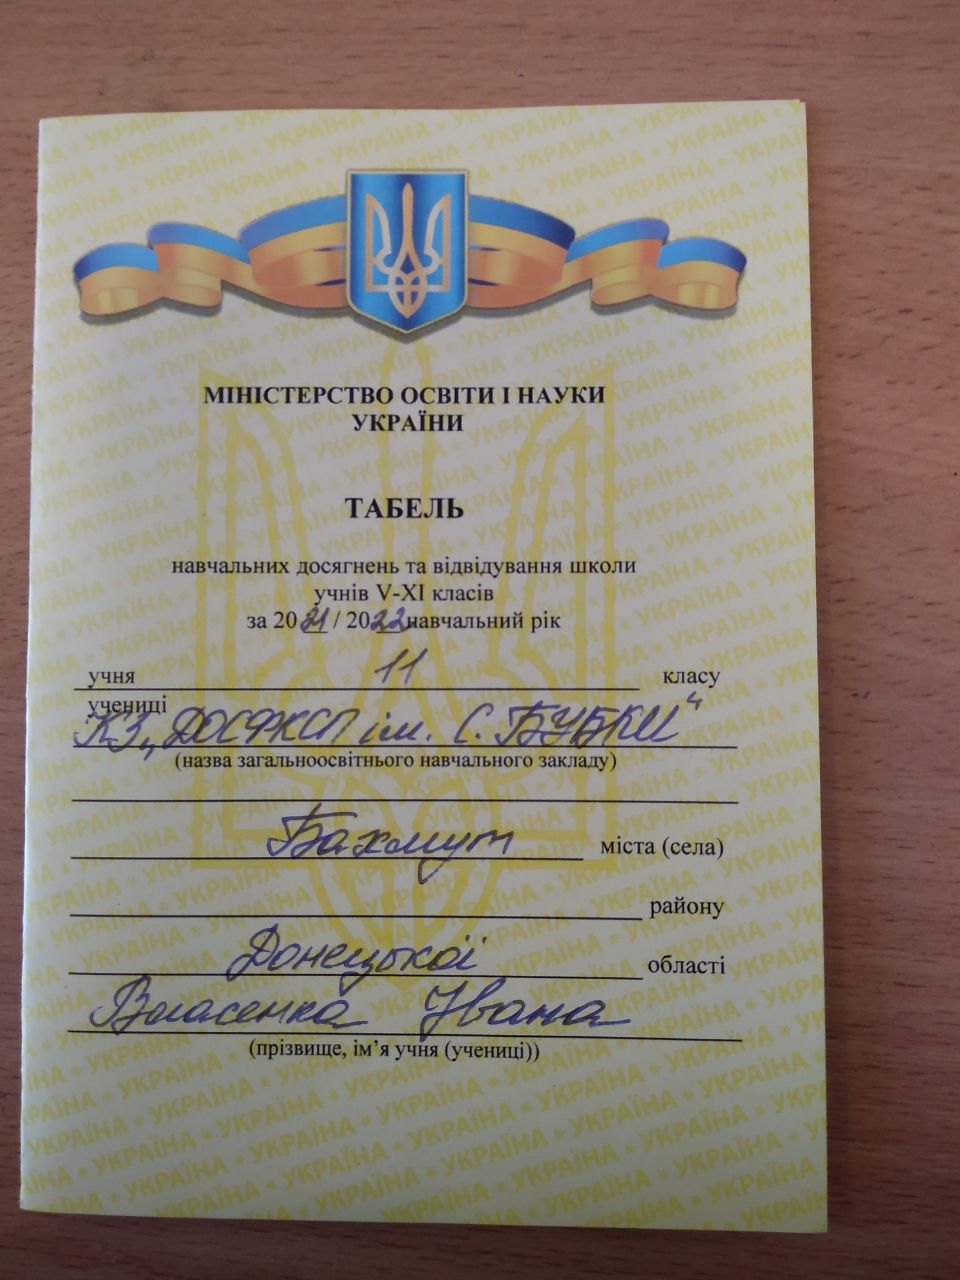 МІНІСТЕРСТВО ОСВІТИ І НАУКИ
УКРАЇНИ
ТАБЕЛЬ
навчальних досягнень та відвідування школи
учнів V-XI класів
за 2021 / 2022 навчальний рік
учня 11 класу
учениці
КЗ „ДОСФКСП ім. С. БУБКИ“
(назва загальноосвітнього навчального закладу)
Бахмут міста (села)
району
Донецької області
Власенка Івана
(прізвище, ім’я учня (учениці))